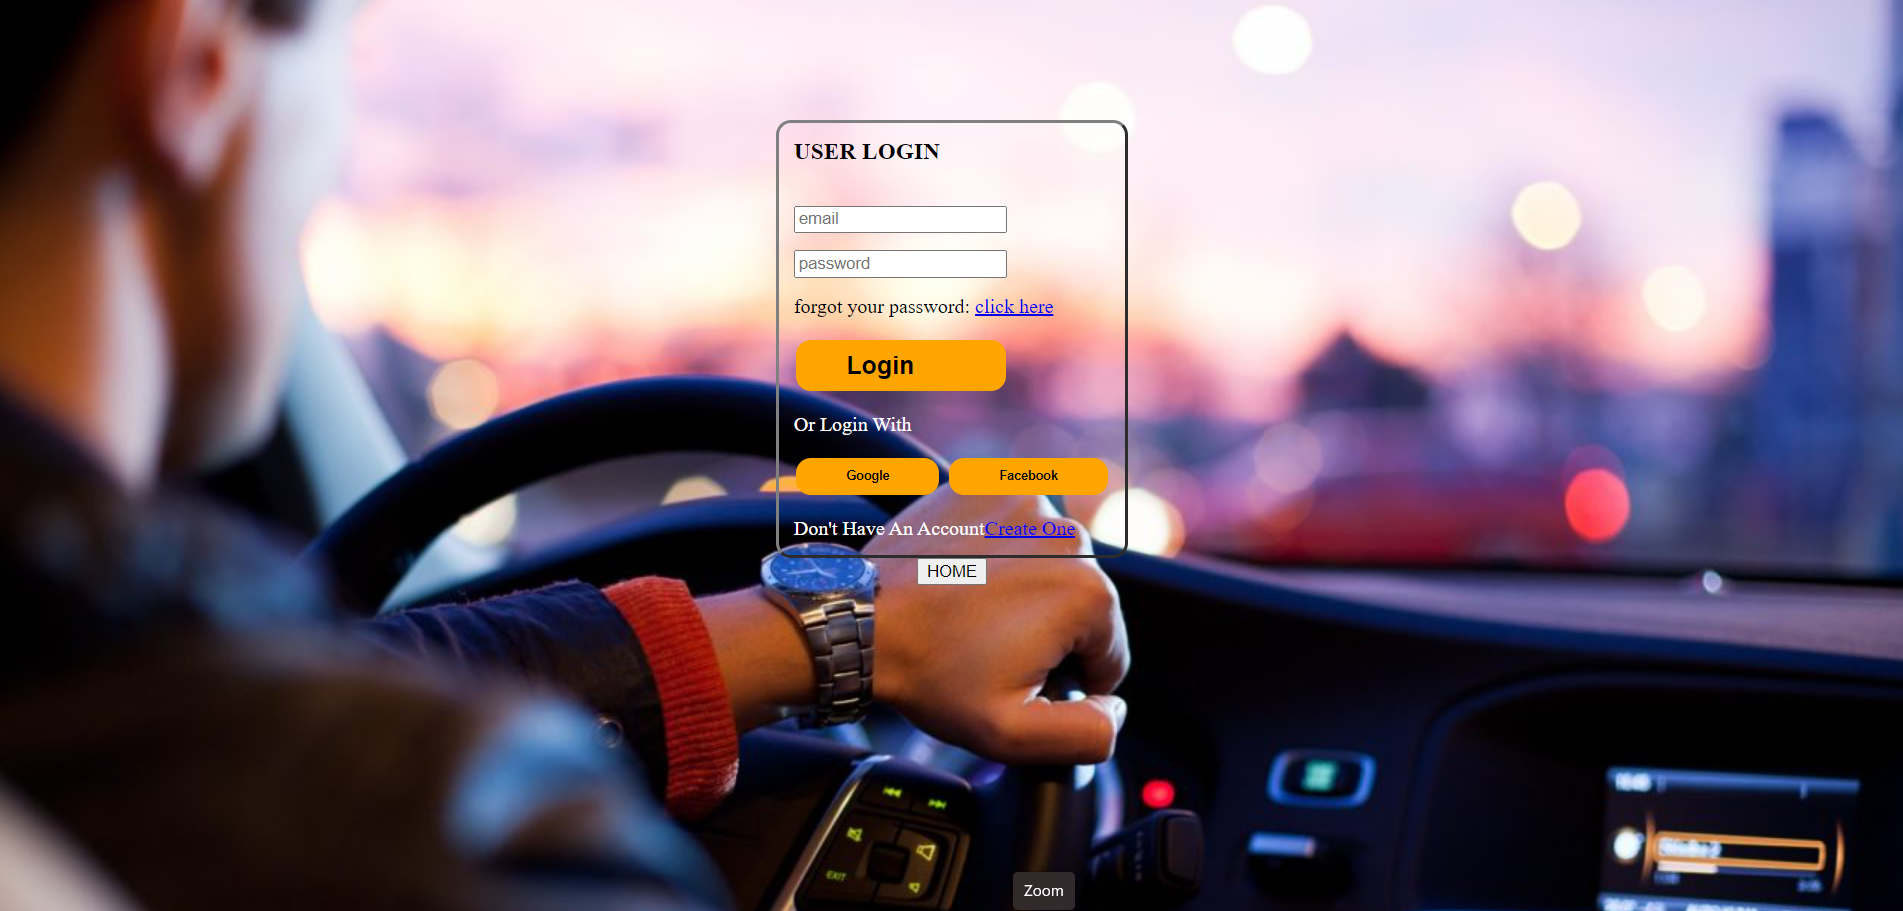 USER LOGIN
email
password
forgot your password: click here
Login
Or Login With
Google Facebook
Don't Have An AccountCreate One
HOME
EXIT
Zoom